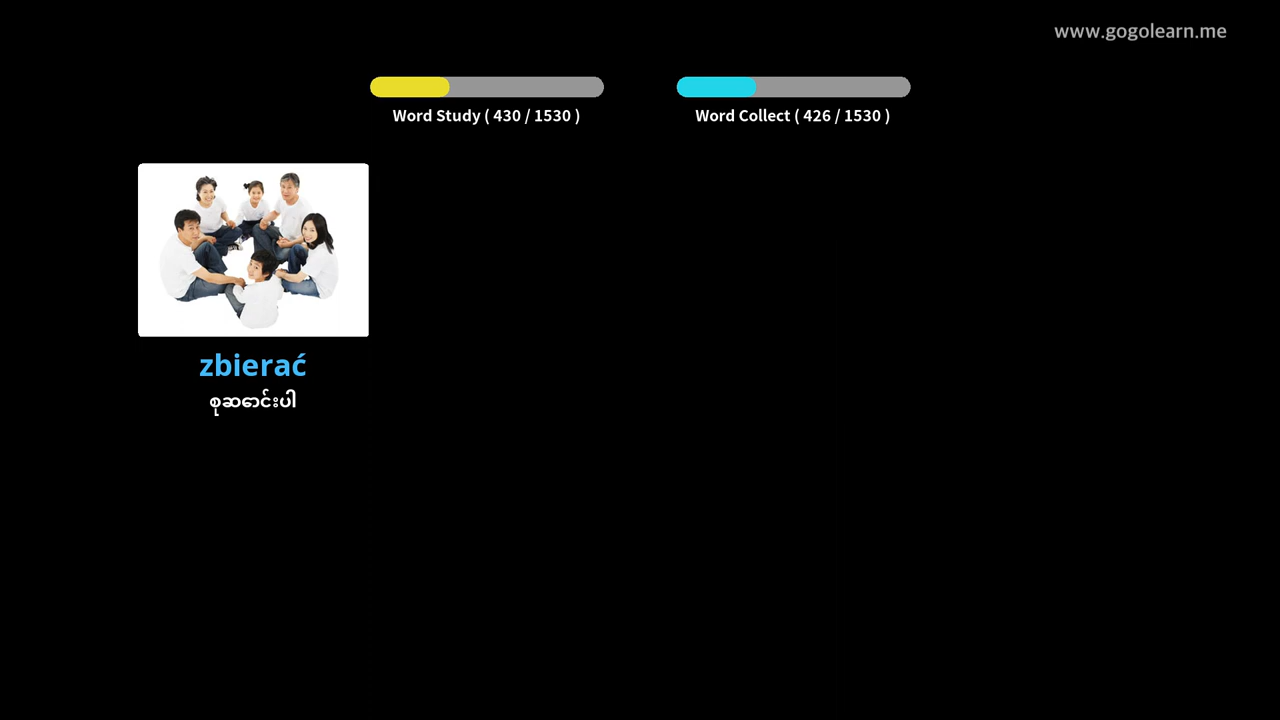 www.gogolearn.me
Word Study ( 430 / 1530 )
Word Collect ( 426 / 1530 )
zbierać
စုဆောင်းပါ